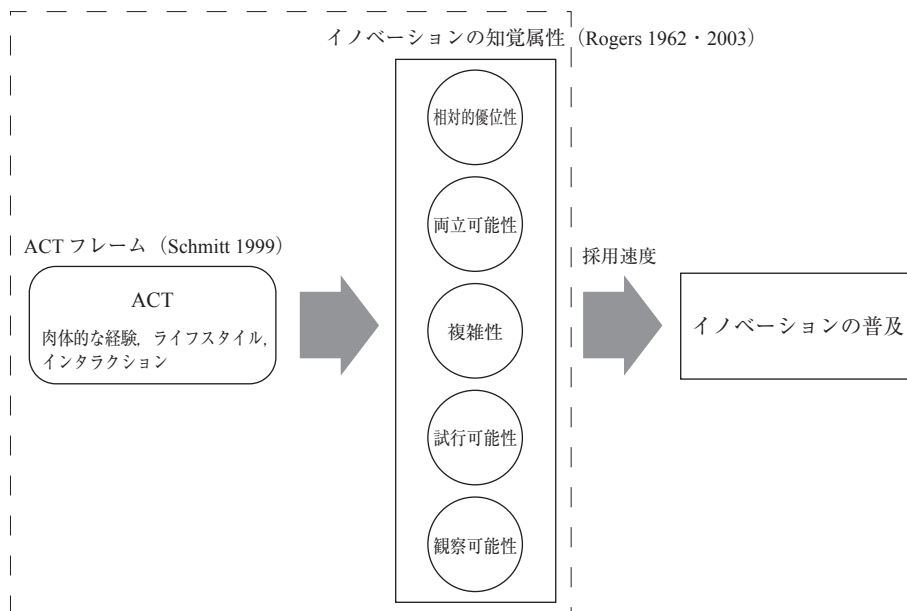 イノベーションの知覚属性（Rogers 1962・2003）
相対的優位性
両立可能性
複雑性
試行可能性
観察可能性
ACT フレーム（Schmitt 1999）
ACT
肉体的な経験，ライフスタイル，
インタラクション
採用速度
イノベーションの普及